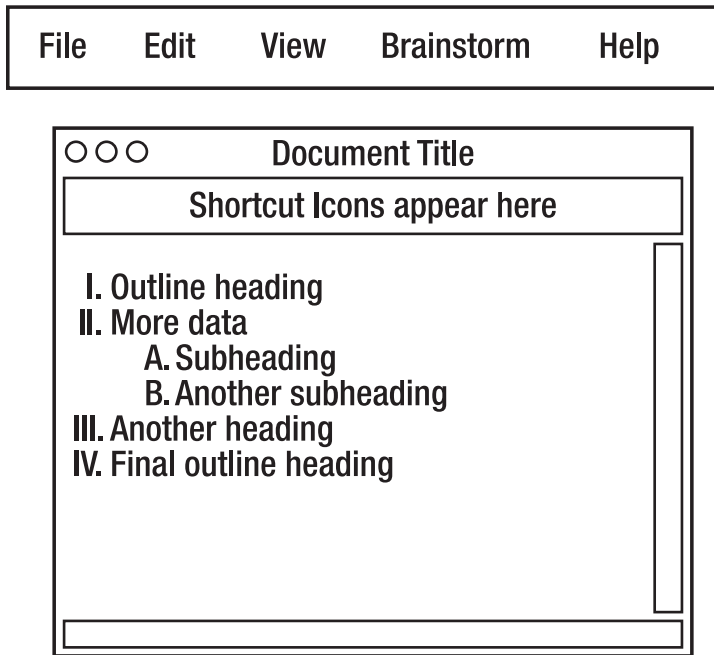 File Edit View Brainstorm Help
Document Title
Shortcut Icons appear here
I. Outline heading
II. More data
A. Subheading
B. Another subheading
III. Another heading
IV. Final outline heading